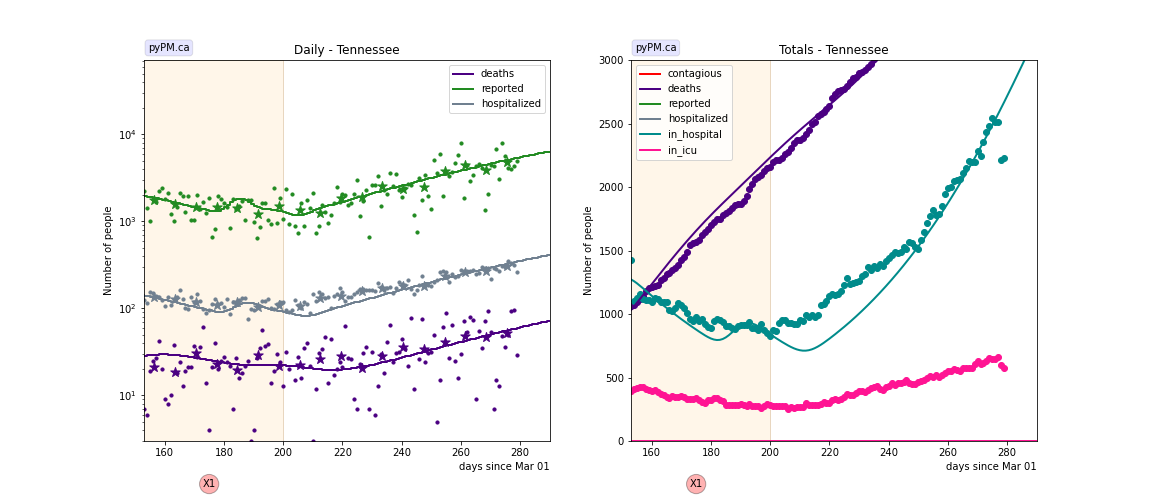 pyPM.ca
Daily - Tennessee
deaths
reported
hospitalized
10⁴
10³
10²
10¹
Number of people
160 180 200 220 240 260 280
days since Mar 01
X1
pyPM.ca
Totals - Tennessee
contagious
deaths
reported
hospitalized
in_hospital
in_icu
3000
2500
2000
1500
1000
500
0
Number of people
160 180 200 220 240 260 280
days since Mar 01
X1